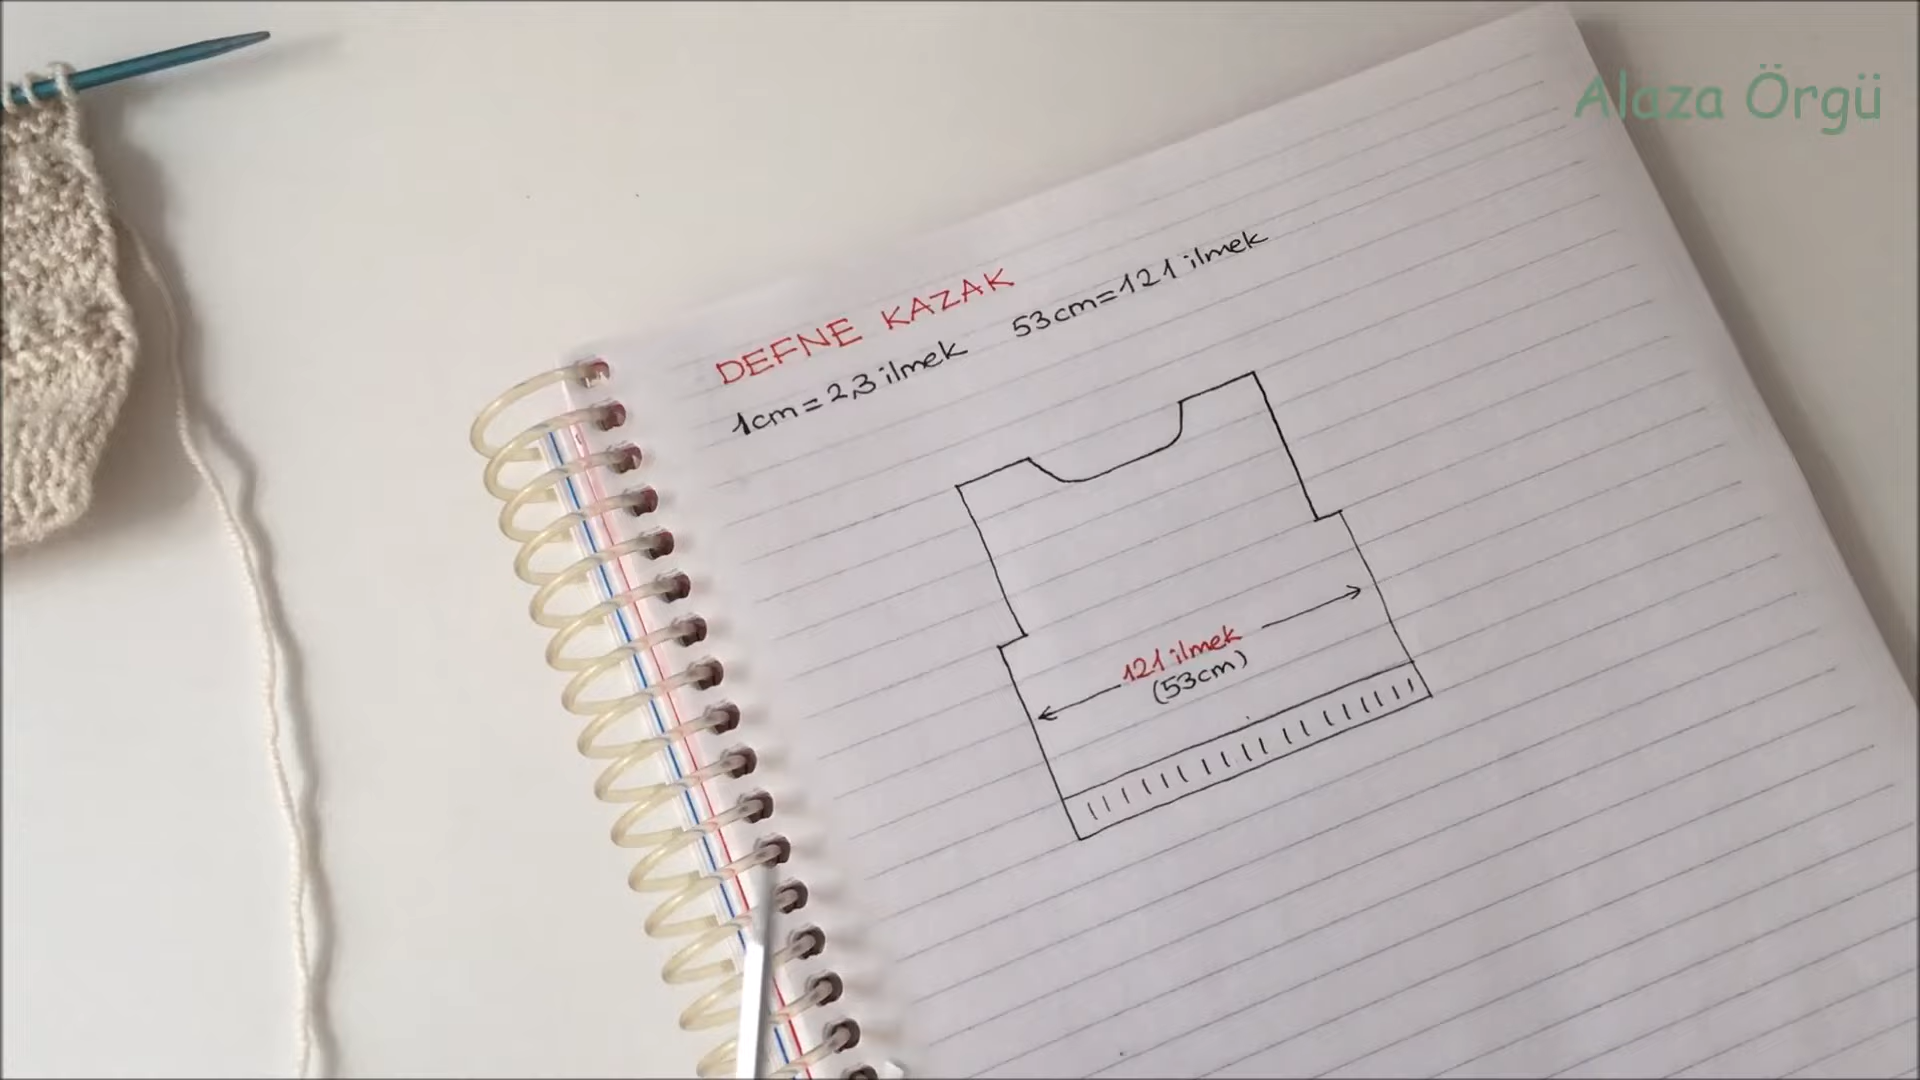 Alaza Örgü
DEFNE KAZAK
1cm = 2,3 ilmek 53cm=121 ilmek
121 ilmek
(53cm)